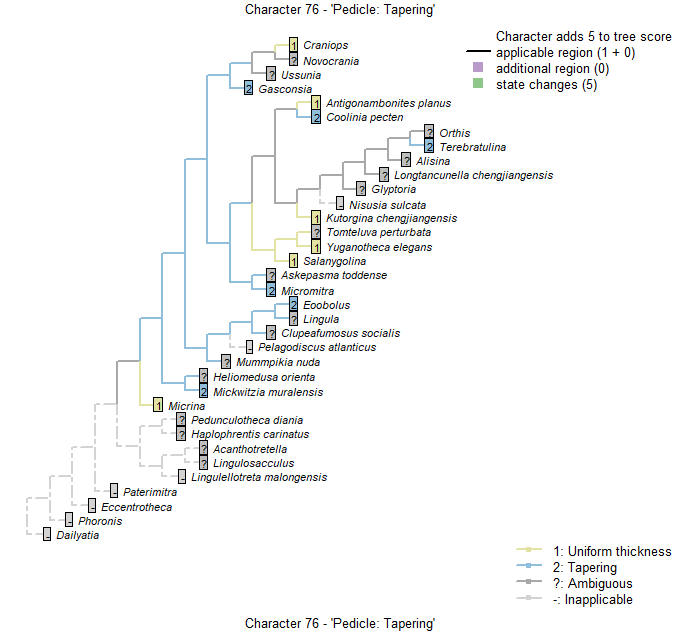 Character 76 - 'Pedicle: Tapering'
Character adds 5 to tree score
applicable region (1 + 0)
additional region (0)
state changes (5)
1 Craniops
? Novocrania
? Ussunia
2 Gasconsia
1 Antigonambonites planus
2 Coolinia pecten
? Orthis
2 Terebratulina
? Alisina
? Longtancunella chengjiangensis
? Glyptoria
- Nisusia sulcata
1 Kutorgina chengjiangensis
? Tomteluva perturbata
1 Yuganotheca elegans
1 Salanygolina
? Askepasma toddense
2 Micromitra
2 Eoobolus
? Lingula
? Clupeafumosus socialis
- Pelagodiscus atlanticus
? Mummpikia nuda
? Heliomedusa orienta
2 Mickwitzia muralensis
1 Micrina
? Pedunculotheca diania
? Haplophrentis carinatus
? Acanthotretella
? Lingulosacculus
- Lingulellotreta malongensis
- Paterimitra
- Eccentrotheca
- Phoronis
- Dailyatia
1: Uniform thickness
2: Tapering
?: Ambiguous
-: Inapplicable
Character 76 - 'Pedicle: Tapering'